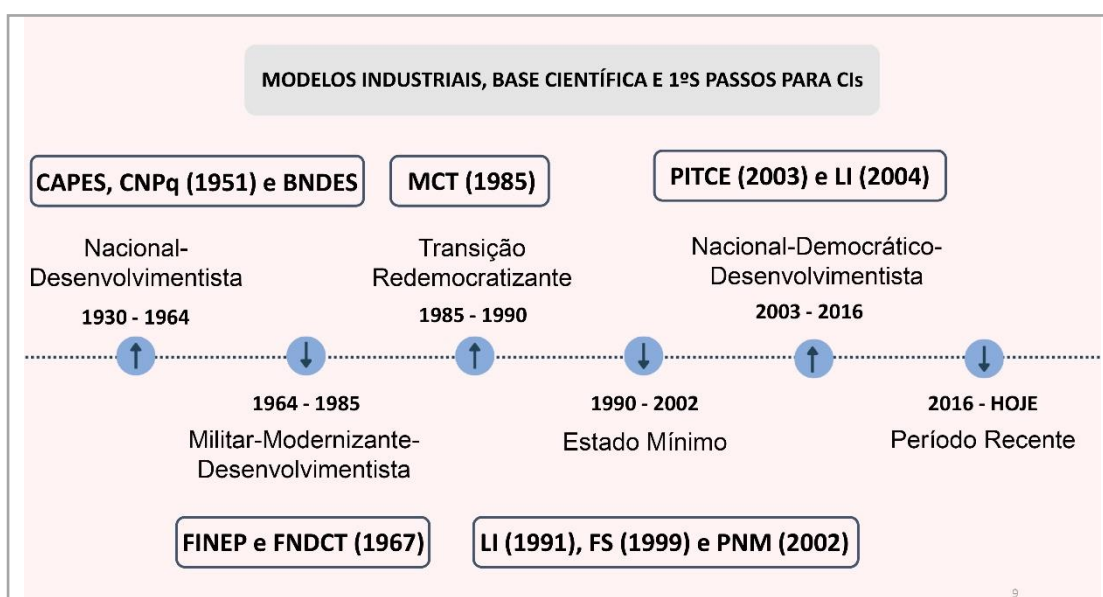 MODELOS INDUSTRIAIS, BASE CIENTÍFICA E 1ºS PASSOS PARA CIs
CAPES, CNPq (1951) e BNDES
MCT (1985)
PITCE (2003) e LI (2004)
Nacional-
Desenvolvimentista
1930 - 1964
Transição
Redemocratizante
1985 - 1990
Nacional-Democrático-
Desenvolvimentista
2003 - 2016
1964 - 1985
Militar-Modernizante-
Desenvolvimentista
1990 - 2002
Estado Mínimo
2016 - HOJE
Período Recente
FINEP e FNDCT (1967)
LI (1991), FS (1999) e PNM (2002)
9